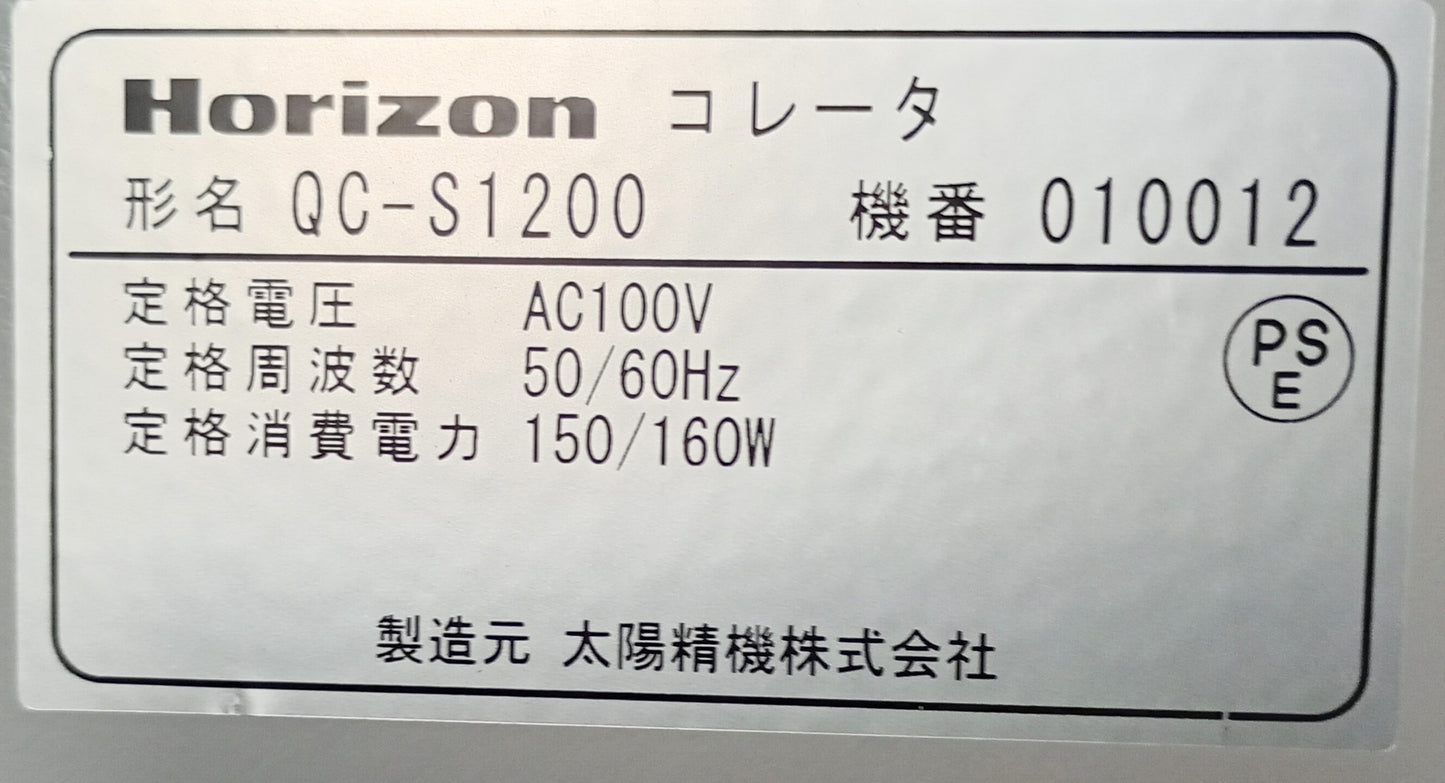 Horizon コレータ
形名 QC-S1200 機番 010012
定格電圧 AC100V
定格周波数 50/60Hz
定格消費電力 150/160W
PS
E
製造元 太陽精機株式会社